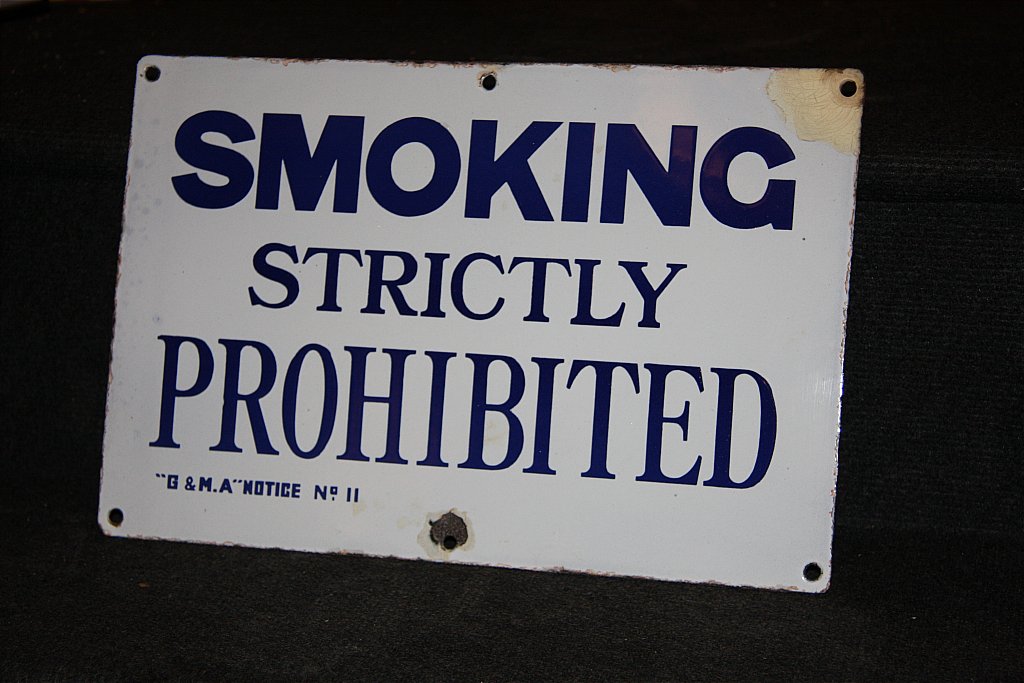 SMOKING
STRICTLY
PROHIBITED
"G & M.A" NOTICE Nº 11